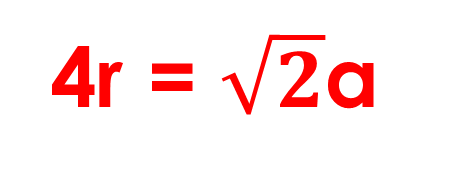 4r = √2a